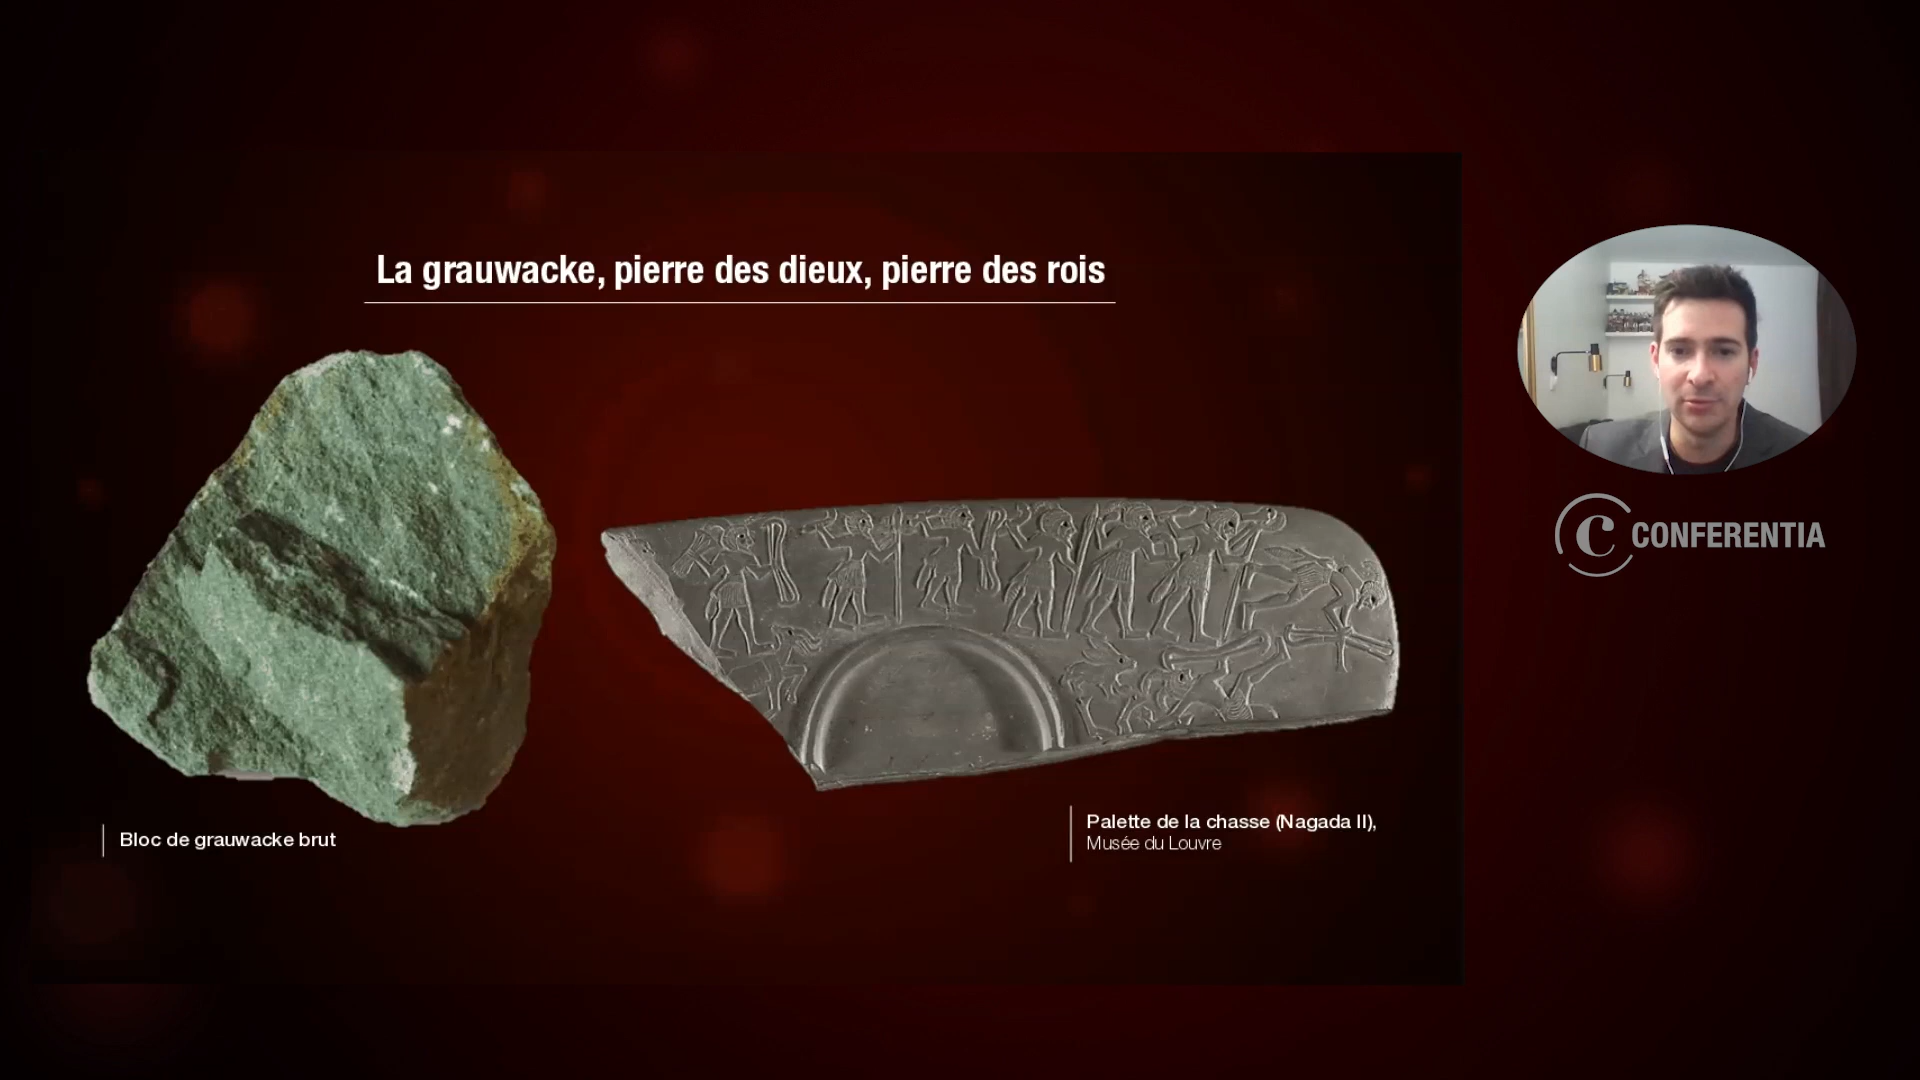 La grauwacke, pierre des dieux, pierre des rois
C CONFERENTIA
Bloc de grauwacke brut
Palette de la chasse (Nagada II),
Musée du Louvre